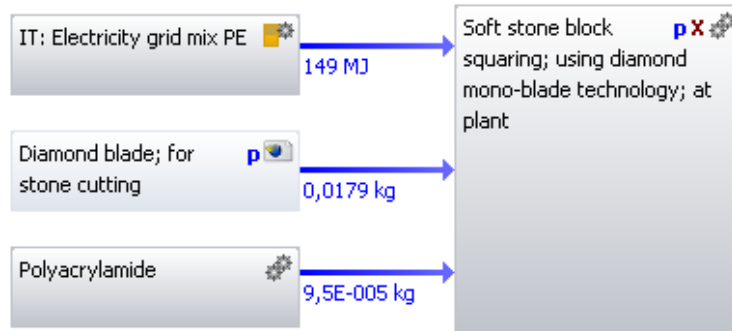 IT: Electricity grid mix PE
149 MJ
Diamond blade; for p
stone cutting
0,0179 kg
Polyacrylamide
9,5E-005 kg
Soft stone block p X
squaring; using diamond
mono-blade technology; at
plant